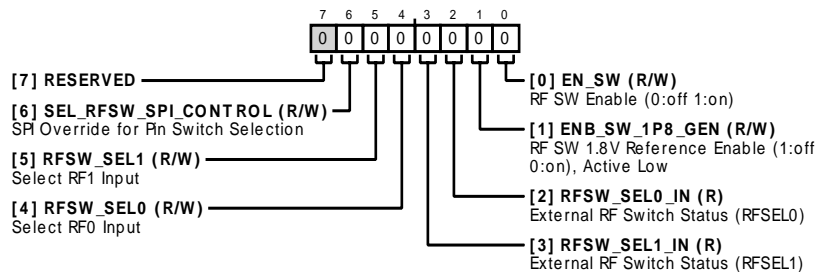 7 6 5 4 3 2 1 0
0 0 0 0 0 0 0 0
[7] RESERVED
[6] SEL_RFSW_SPI_CONTROL (R/W)
SPI Override for Pin Switch Selection
[5] RFSW_SEL1 (R/W)
Select RF1 Input
[4] RFSW_SEL0 (R/W)
Select RF0 Input
[0] EN_SW (R/W)
RF SW Enable (0:off 1:on)
[1] ENB_SW_1P8_GEN (R/W)
RF SW 1.8V Reference Enable (1:off
0:on), Active Low
[2] RFSW_SEL0_IN (R)
External RF Switch Status (RFSEL0)
[3] RFSW_SEL1_IN (R)
External RF Switch Status (RFSEL1)